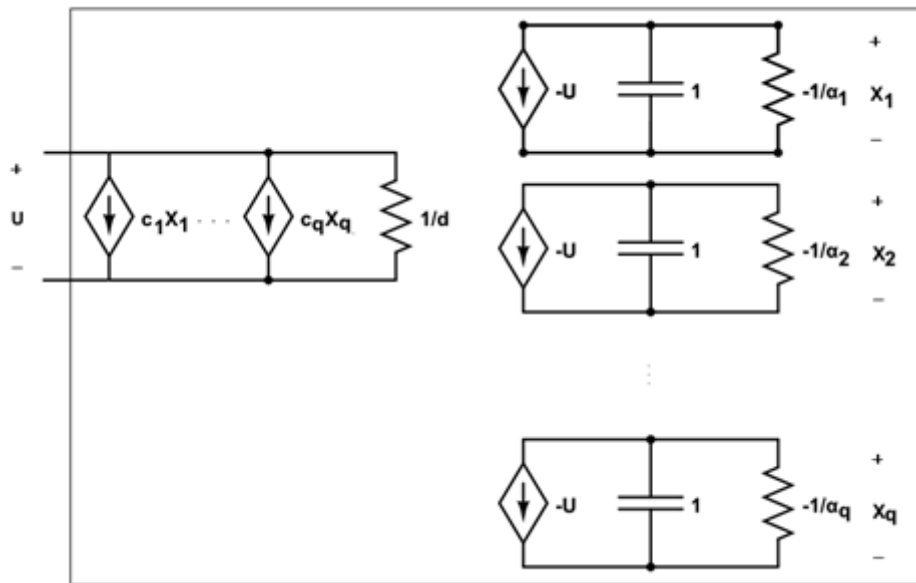 +
-U
1
-1/α1
X1
−
+
U
−
c1X1
. . . .
cqXq
1/d
+
-U
1
-1/α2
X2
−
+
-U
1
-1/αq
Xq
−